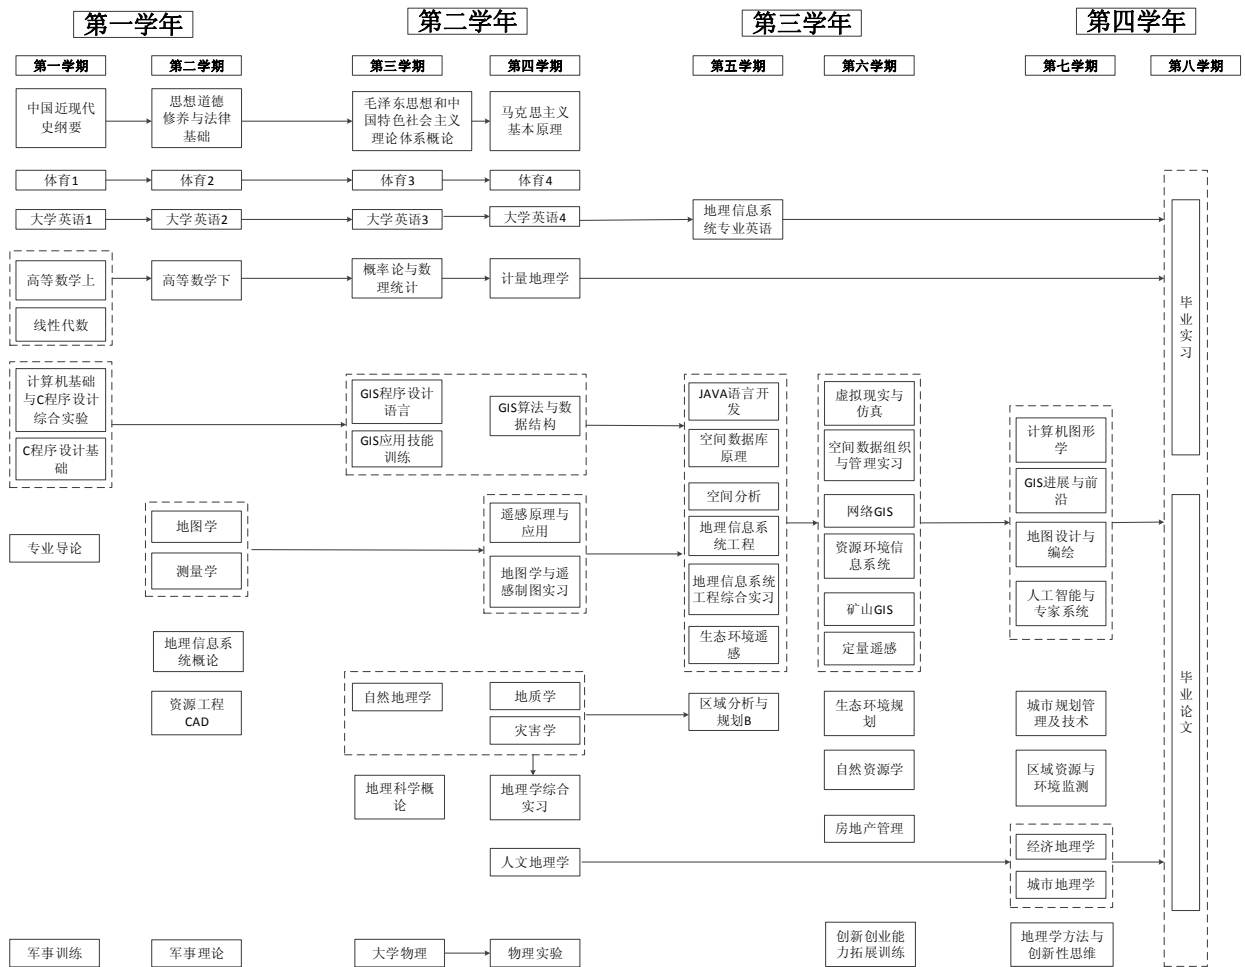 第一学年
第二学年
第三学年
第四学年
第一学期
第二学期
第三学期
第四学期
第五学期
第六学期
第七学期
第八学期
中国近现代
史纲要
思想道德
修养与法律
基础
毛泽东思想和中
国特色社会主义
理论体系概论
马克思主义
基本原理
体育1
体育2
体育3
体育4
大学英语1
大学英语2
大学英语3
大学英语4
地理信息系
统专业英语
高等数学上
高等数学下
概率论与数
理统计
计量地理学
线性代数
毕业实习
计算机基础
与C程序设计
综合实验
C程序设计基
础
GIS程序设计
语言
GIS应用技能
训练
GIS算法与数
据结构
JAVA语言开
发
空间数据库
原理
空间分析
地理信息系
统工程
地理信息系统
工程综合实习
生态环境遥
感
虚拟现实与
仿真
空间数据组织
与管理实习
网络GIS
资源环境信
息系统
矿山GIS
定量遥感
计算机图形
学
GIS进展与前
沿
地图设计与
编绘
人工智能与
专家系统
专业导论
地图学
测量学
遥感原理与
应用
地图学与遥
感制图实习
地理信息系
统概论
资源工程
CAD
自然地理学
地质学
灾害学
区域分析与
规划B
生态环境规
划
城市规划管
理及技术
毕业论文
地理科学概
论
地理学综合
实习
自然资源学
区域资源与
环境监测
房地产管理
人文地理学
经济地理学
城市地理学
军事训练
军事理论
大学物理
物理实验
创新创业能
力拓展训练
地理学方法与
创新性思维